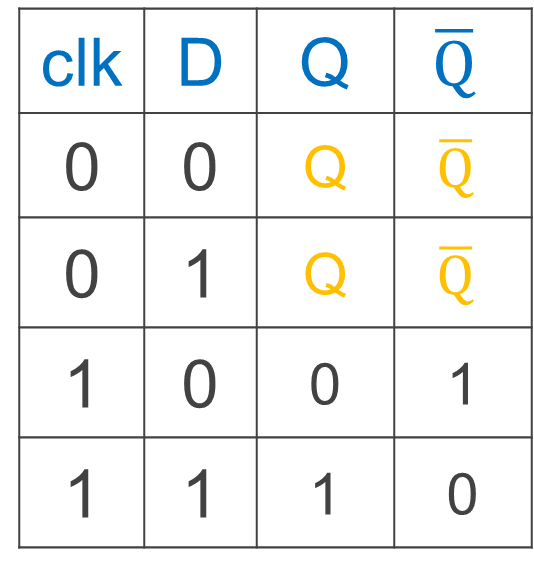 clk D Q Q̅
0 0 Q Q̅
0 1 Q Q̅
1 0 0 1
1 1 1 0